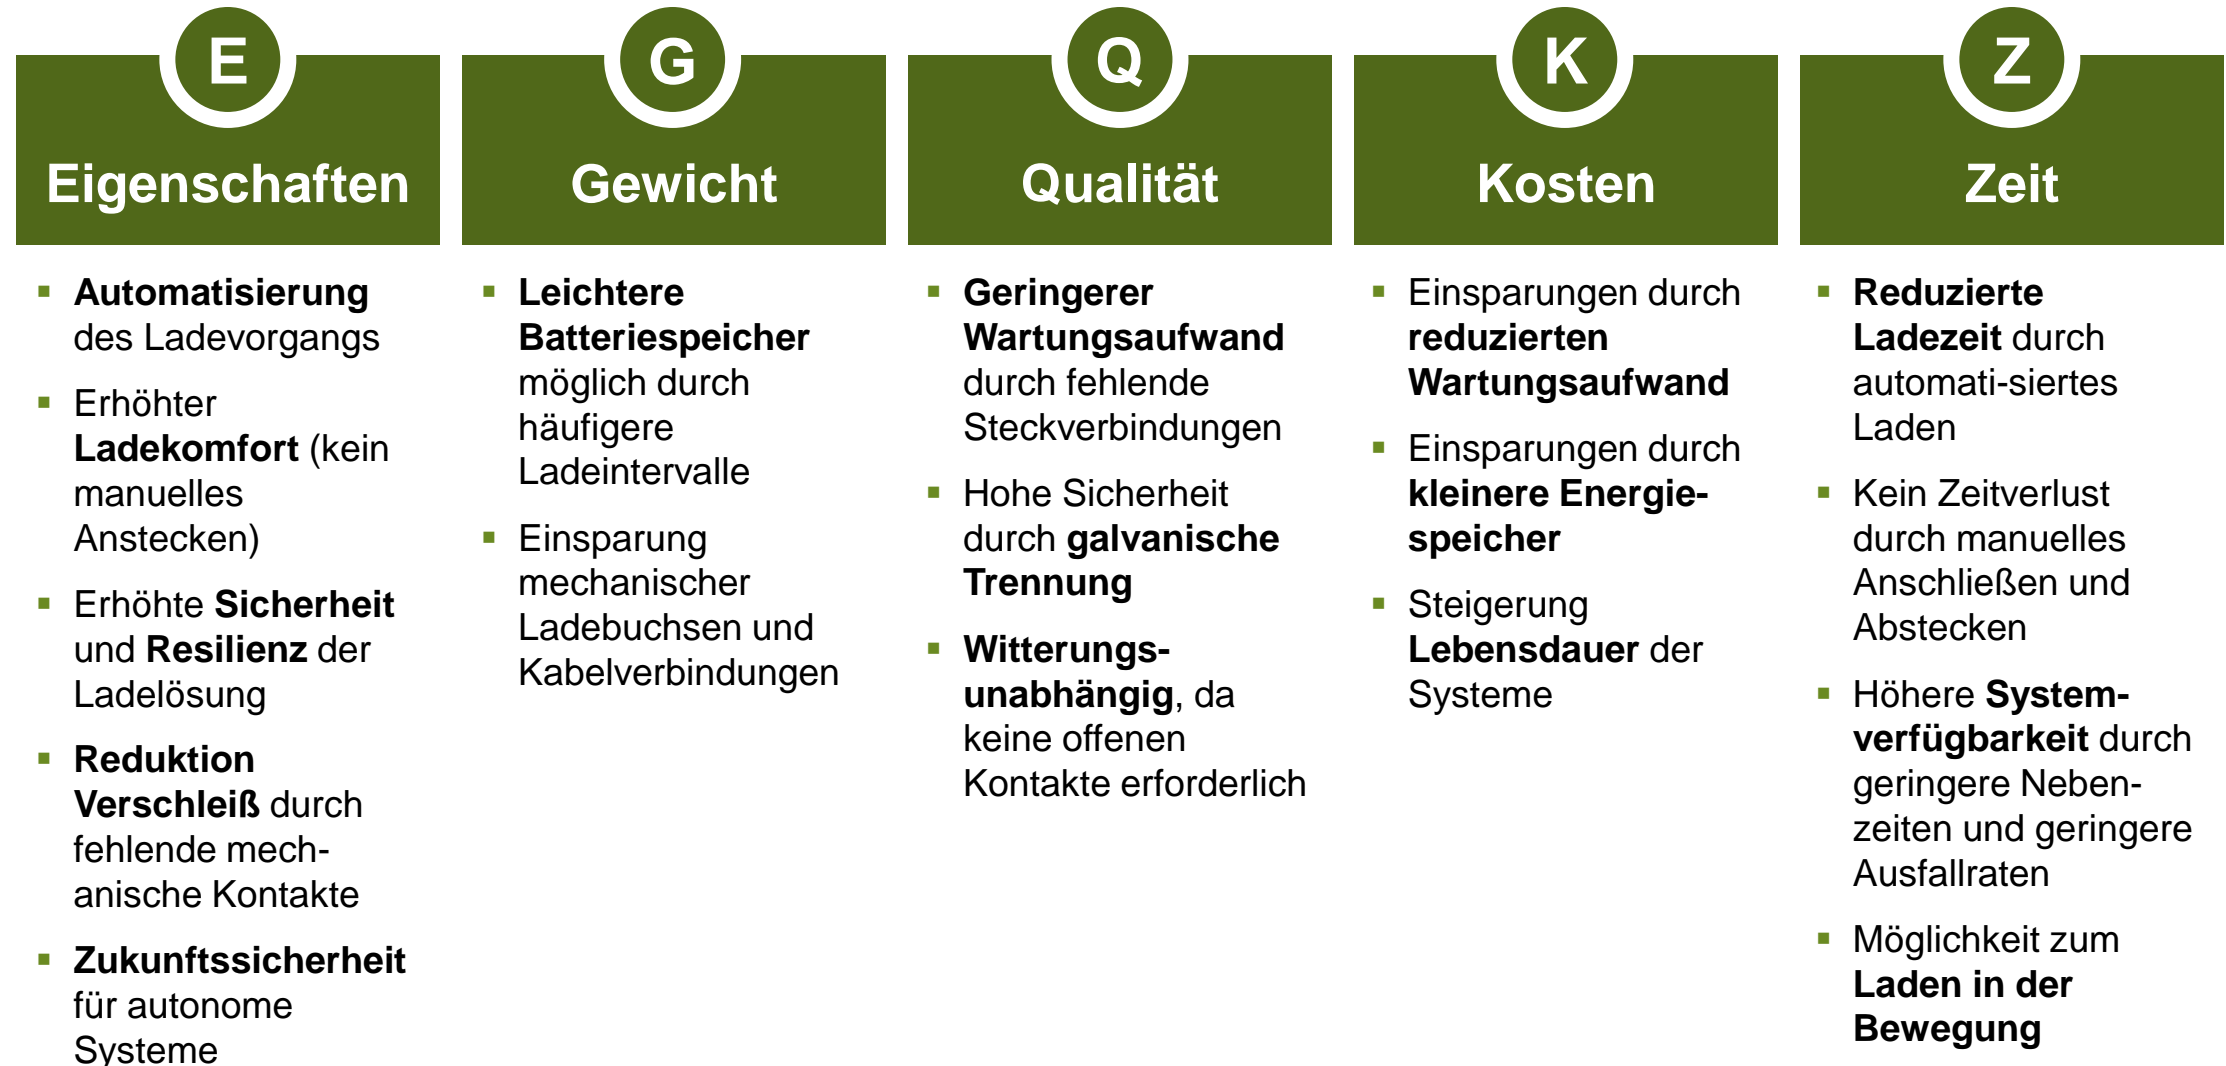 E
Eigenschaften
Automatisierung
des Ladevorgangs
Erhöhter
Ladekomfort (kein
manuelles
Anstecken)
Erhöhte Sicherheit
und Resilienz der
Ladelösung
Reduktion
Verschleiß durch
fehlende mech-
anische Kontakte
Zukunftssicherheit
für autonome
Systeme
G
Gewicht
Leichtere
Batteriespeicher
möglich durch
häufigere
Ladeintervalle
Einsparung
mechanischer
Ladebuchsen und
Kabelverbindungen
Q
Qualität
Geringerer
Wartungsaufwand
durch fehlende
Steckverbindungen
Hohe Sicherheit
durch galvanische
Trennung
Witterungs-
unabhängig, da
keine offenen
Kontakte erforderlich
K
Kosten
Einsparungen durch
reduzierten
Wartungsaufwand
Einsparungen durch
kleinere Energie-
speicher
Steigerung
Lebensdauer der
Systeme
Z
Zeit
Reduzierte
Ladezeit durch
automati-siertes
Laden
Kein Zeitverlust
durch manuelles
Anschließen und
Abstecken
Höhere System-
verfügbarkeit durch
geringere Neben-
zeiten und geringere
Ausfallraten
Möglichkeit zum
Laden in der
Bewegung